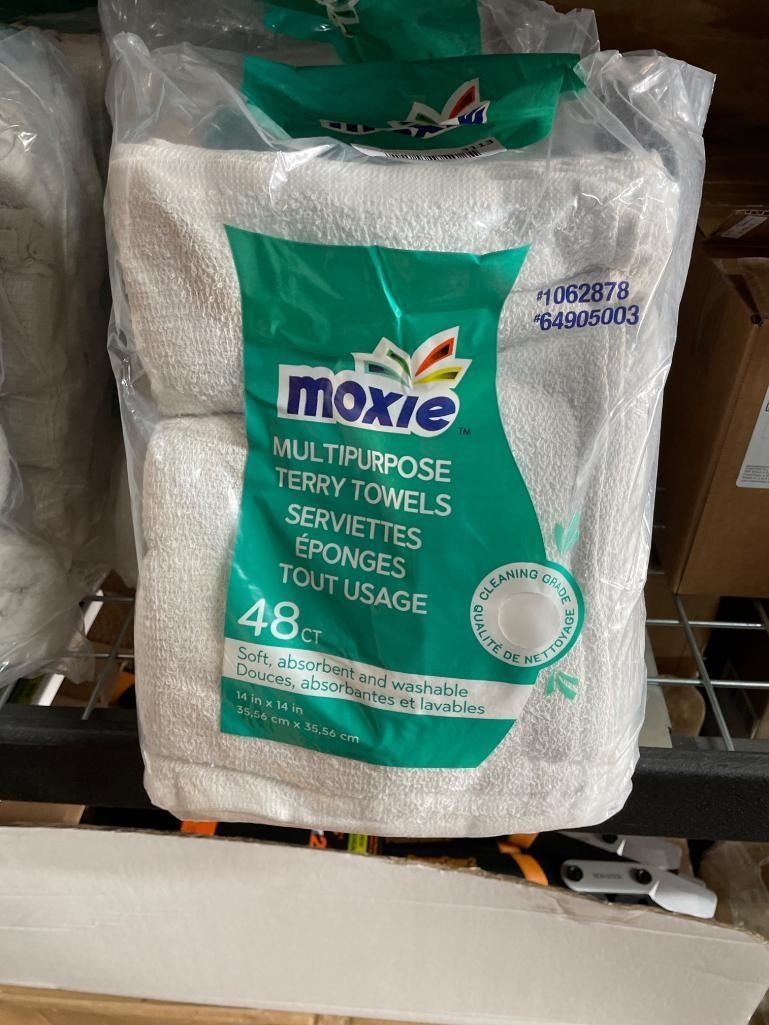 moxie
#1062878
#64905003
moxie™
MULTIPURPOSE
TERRY TOWELS
SERVIETTES
ÉPONGES
TOUT USAGE
48CT
CLEANING GRADE
QUALITÉ DE NETTOYAGE
Soft, absorbent and washable
Douces, absorbantes et lavables
14 in x 14 in
35,56 cm x 35,56 cm